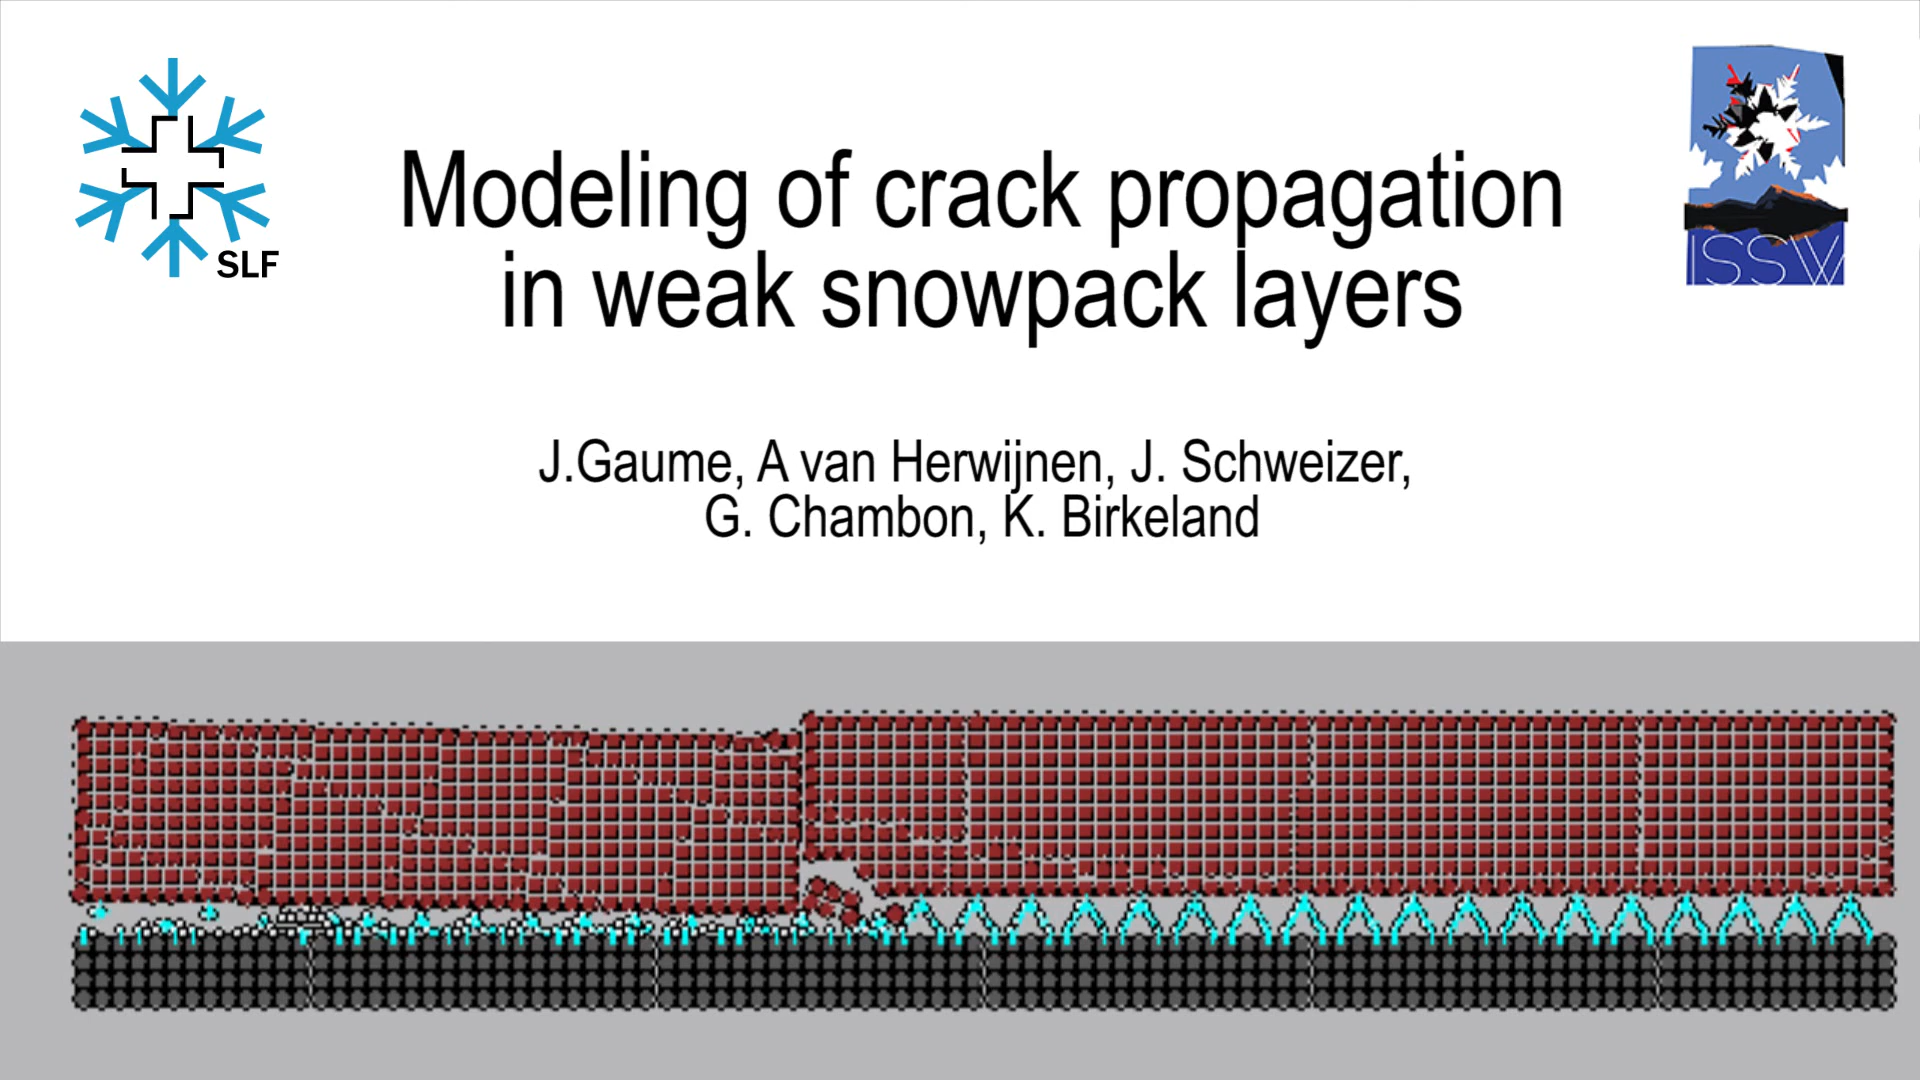 SLF
Modeling of crack propagation
in weak snowpack layers
ISSW
J.Gaume, A van Herwijnen, J. Schweizer,
G. Chambon, K. Birkeland